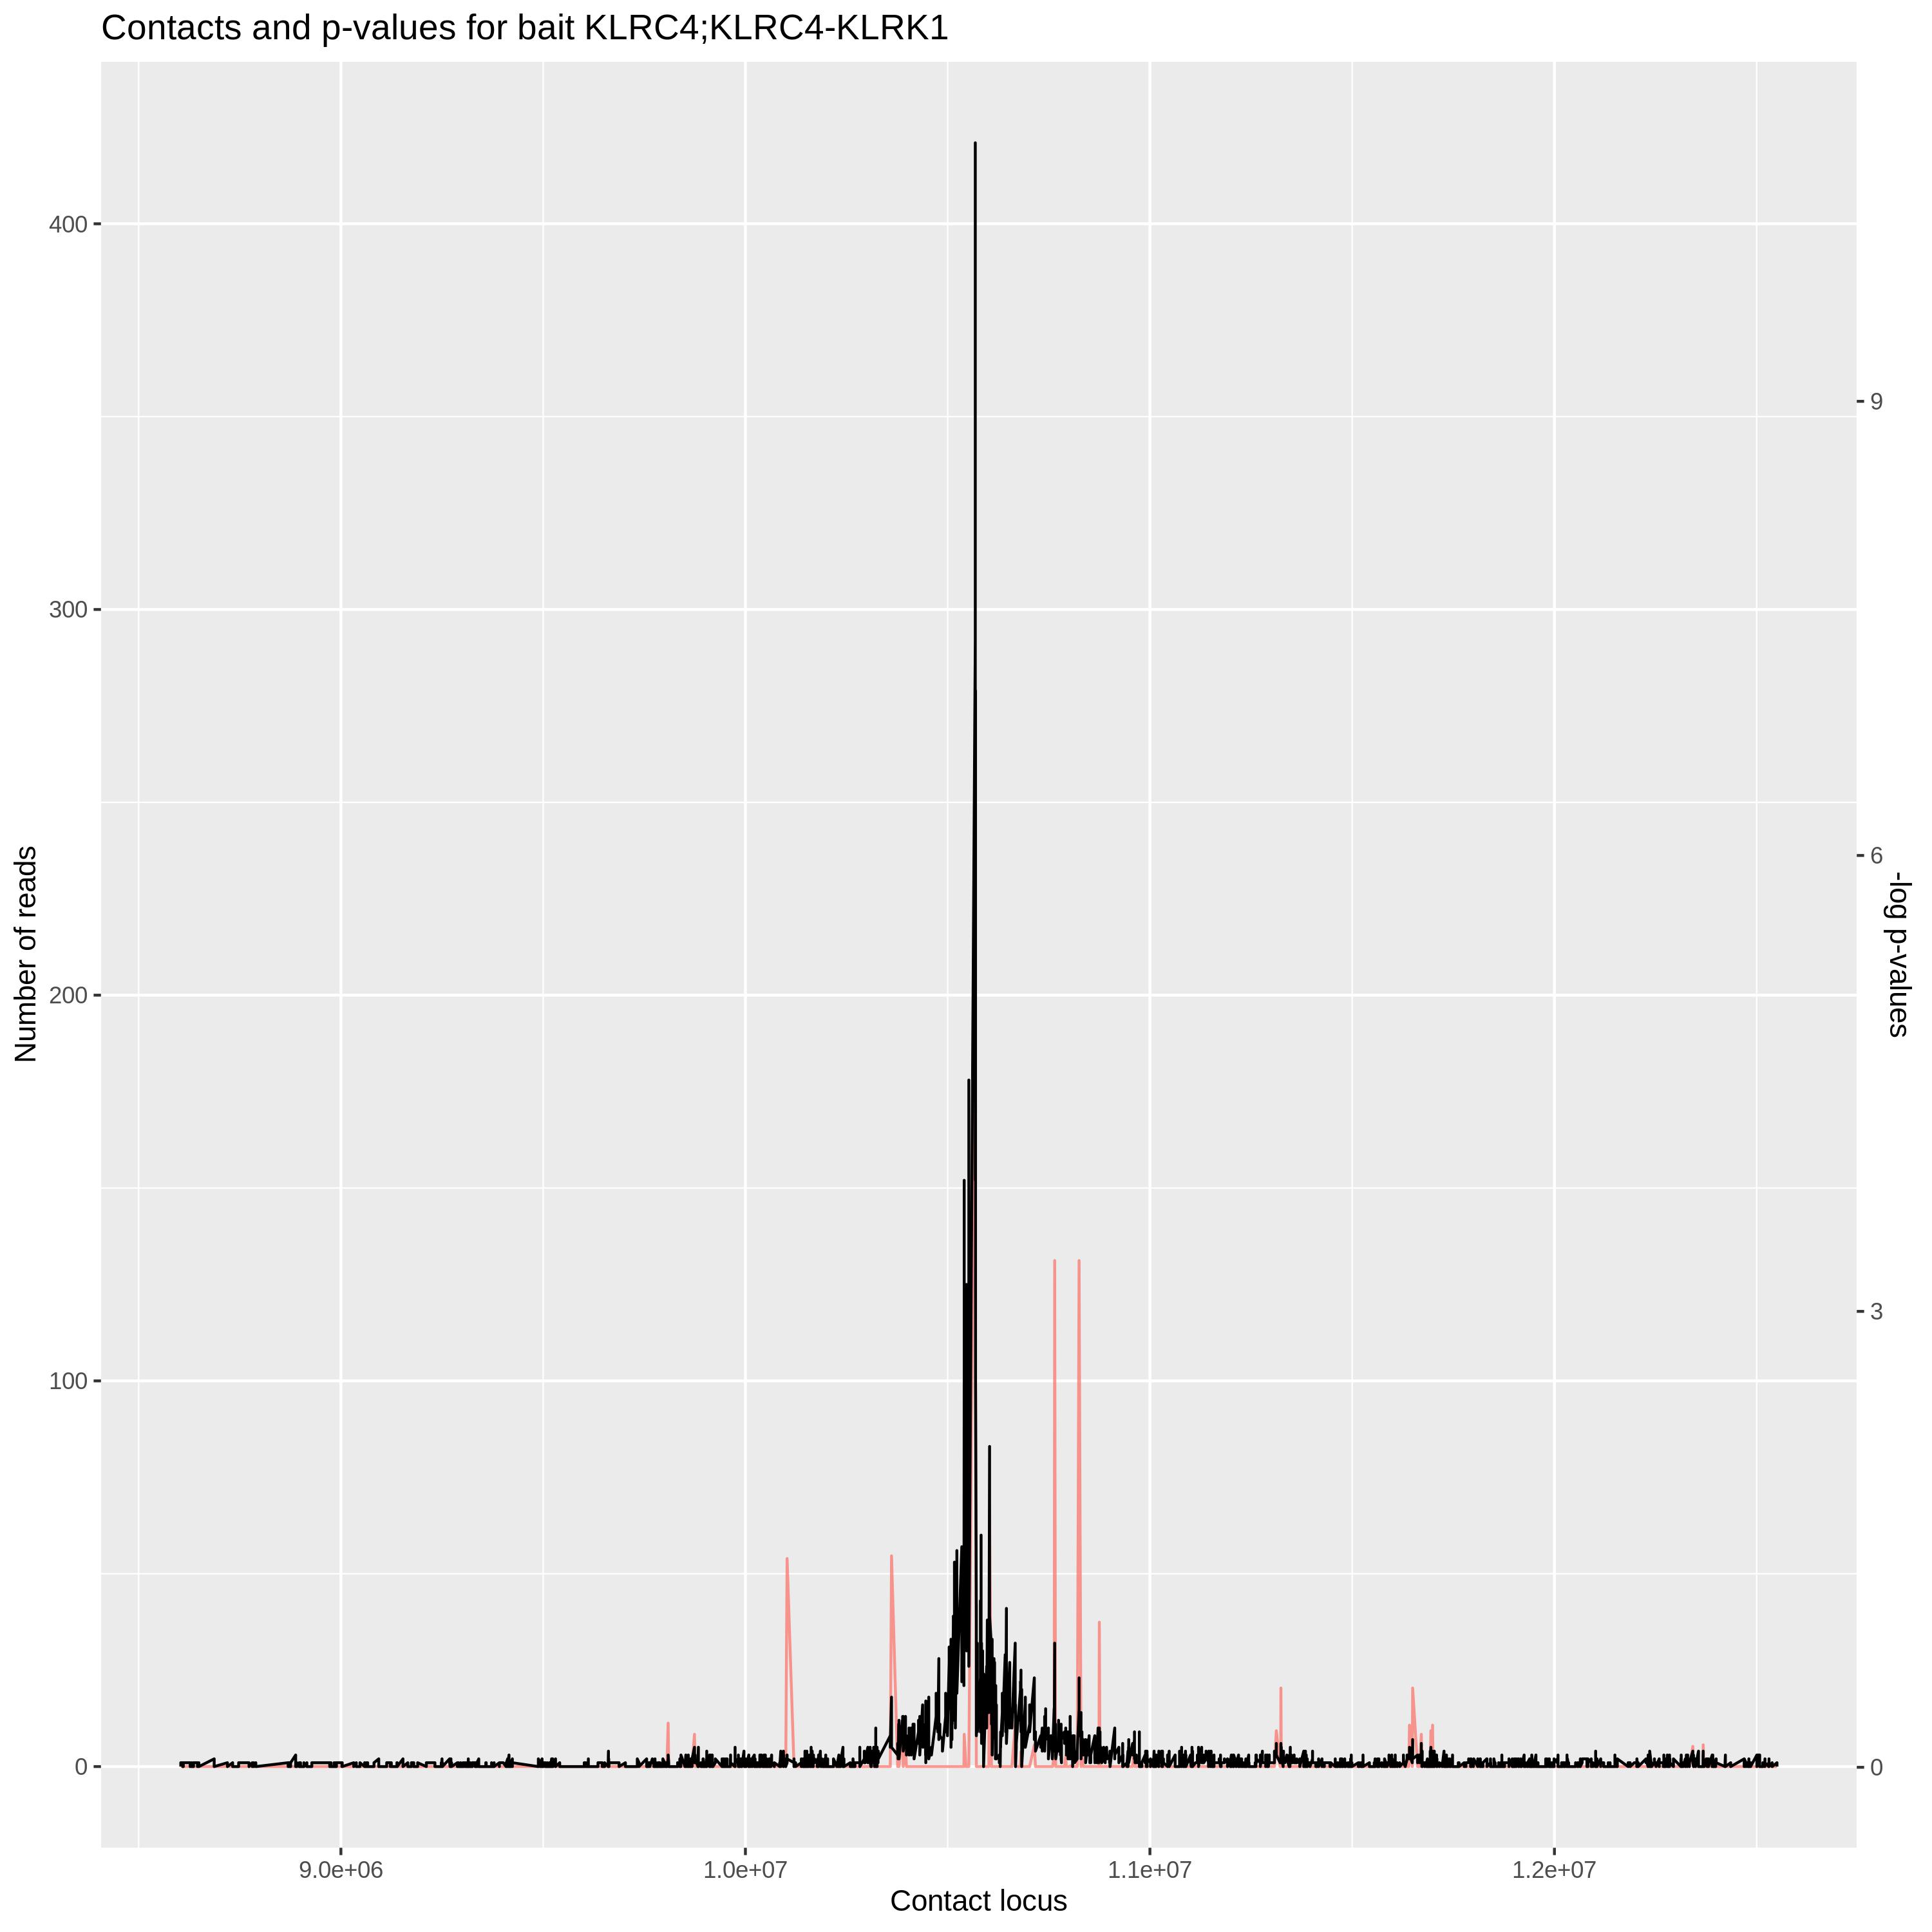 Contacts and p-values for bait KLRC4;KLRC4-KLRK1
400
300
200
100
0
Number of reads
9
6
3
0
-log p-values
9.0e+06
1.0e+07
1.1e+07
1.2e+07
Contact locus